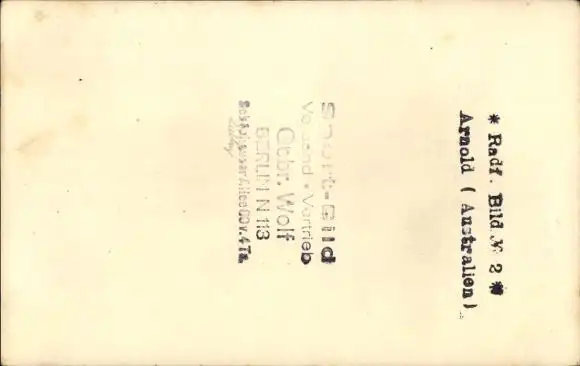 * Radf. Bild.№ 2 *
Arnold ( Australien )
Sport-Bild
Versand + Vertrieb
Gebr. Wolf
BERLIN N 113